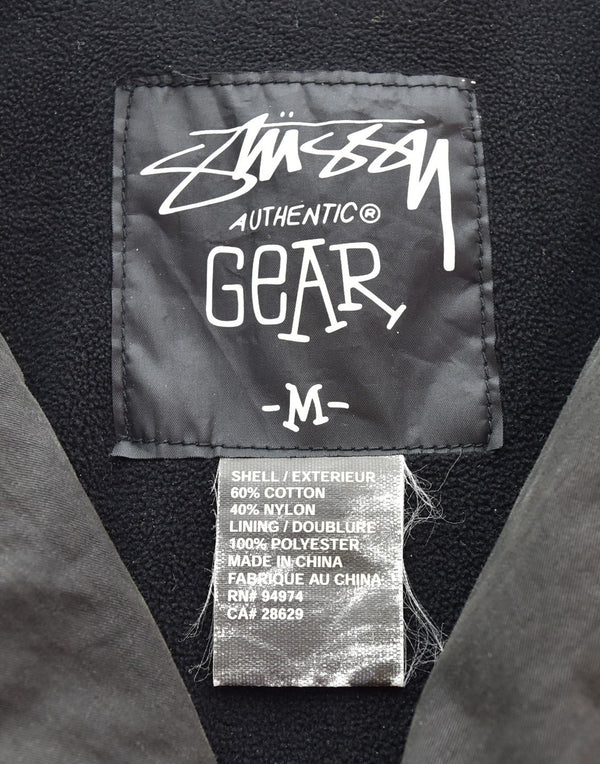 Stüssy
AUTHENTIC®
GeAR
-M-
SHELL / EXTERIEUR
60% COTTON
40% NYLON
LINING / DOUBLURE
100% POLYESTER
MADE IN CHINA
FABRIQUE AU CHINA
RN# 94974
CA# 28629